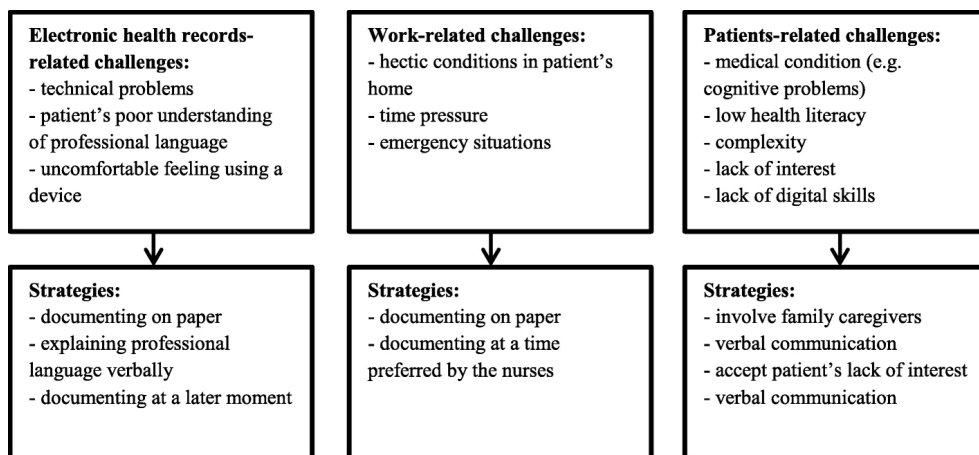 Electronic health records-
related challenges:
- technical problems
- patient's poor understanding
of professional language
- uncomfortable feeling using a
device
Work-related challenges:
- hectic conditions in patient's
home
- time pressure
- emergency situations
Patients-related challenges:
- medical condition (e.g.
cognitive problems)
- low health literacy
- complexity
- lack of interest
- lack of digital skills
Strategies:
- documenting on paper
- explaining professional
language verbally
- documenting at a later moment
Strategies:
- documenting on paper
- documenting at a time
preferred by the nurses
Strategies:
- involve family caregivers
- verbal communication
- accept patient's lack of interest
- verbal communication